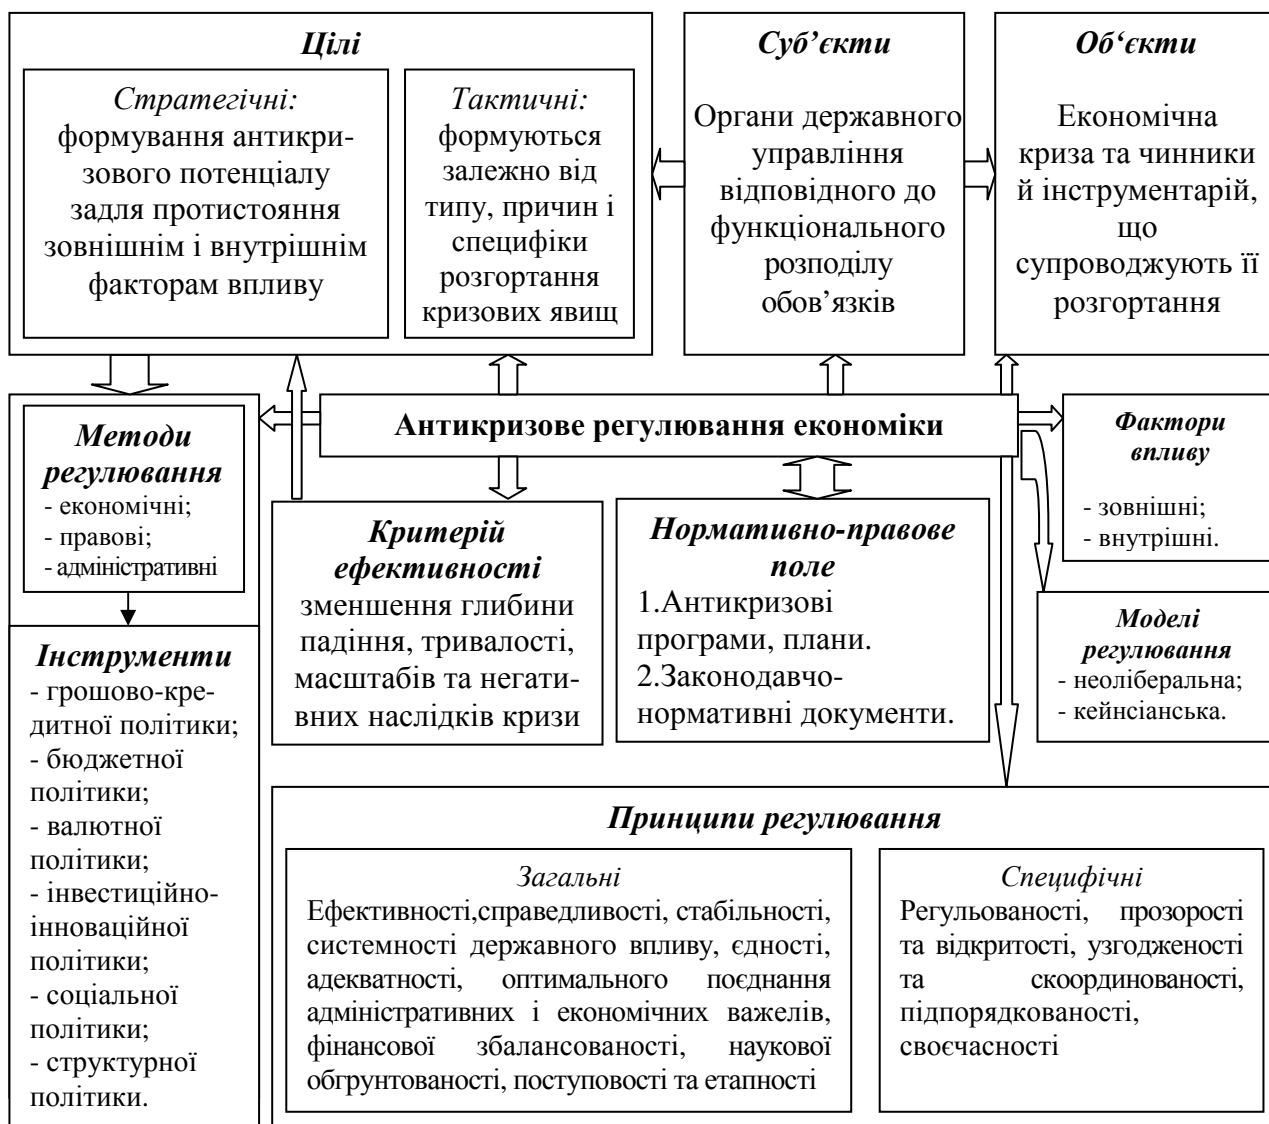 Цілі
Стратегічні:
формування антикри-
зового потенціалу
задля протистояння
зовнішнім і внутрішнім
факторам впливу
Тактичні:
формуються
залежно від
типу, причин і
специфіки
розгортання
кризових явищ
Суб’єкти
Органи державного
управління
відповідного до
функціонального
розподілу
обов’язків
Об‘єкти
Економічна
криза та чинники
й інструментарій,
що
супроводжують її
розгортання
Антикризове регулювання економіки
Методи
регулювання
- економічні;
- правові;
- адміністративні
Інструменти
- грошово-кре-
дитної політики;
- бюджетної
політики;
- валютної
політики;
- інвестиційно-
інноваційної
політики;
- соціальної
політики;
- структурної
політики.
Критерій
ефективності
зменшення глибини
падіння, тривалості,
масштабів та негати-
вних наслідків кризи
Нормативно-правове
поле
1.Антикризові
програми, плани.
2.Законодавчо-
нормативні документи.
Фактори
впливу
- зовнішні;
- внутрішні.
Моделі
регулювання
- неоліберальна;
- кейнсіанська.
Принципи регулювання
Загальні
Ефективності,справедливості, стабільності,
системності державного впливу, єдності,
адекватності, оптимального поєднання
адміністративних і економічних важелів,
фінансової збалансованості, наукової
обгрунтованості, поступовості та етапності
Специфічні
Регульованості, прозорості
та відкритості, узгодженості
та скоординованості,
підпорядкованості,
своєчасності